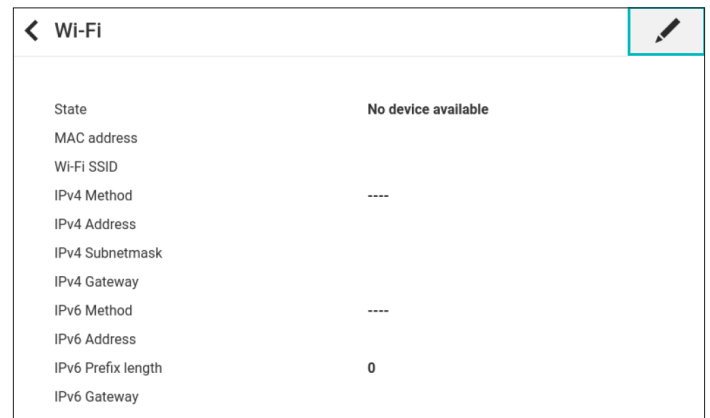 Wi-Fi
State No device available
MAC address
Wi-Fi SSID
IPv4 Method ----
IPv4 Address
IPv4 Subnetmask
IPv4 Gateway
IPv6 Method ----
IPv6 Address
IPv6 Prefix length 0
IPv6 Gateway